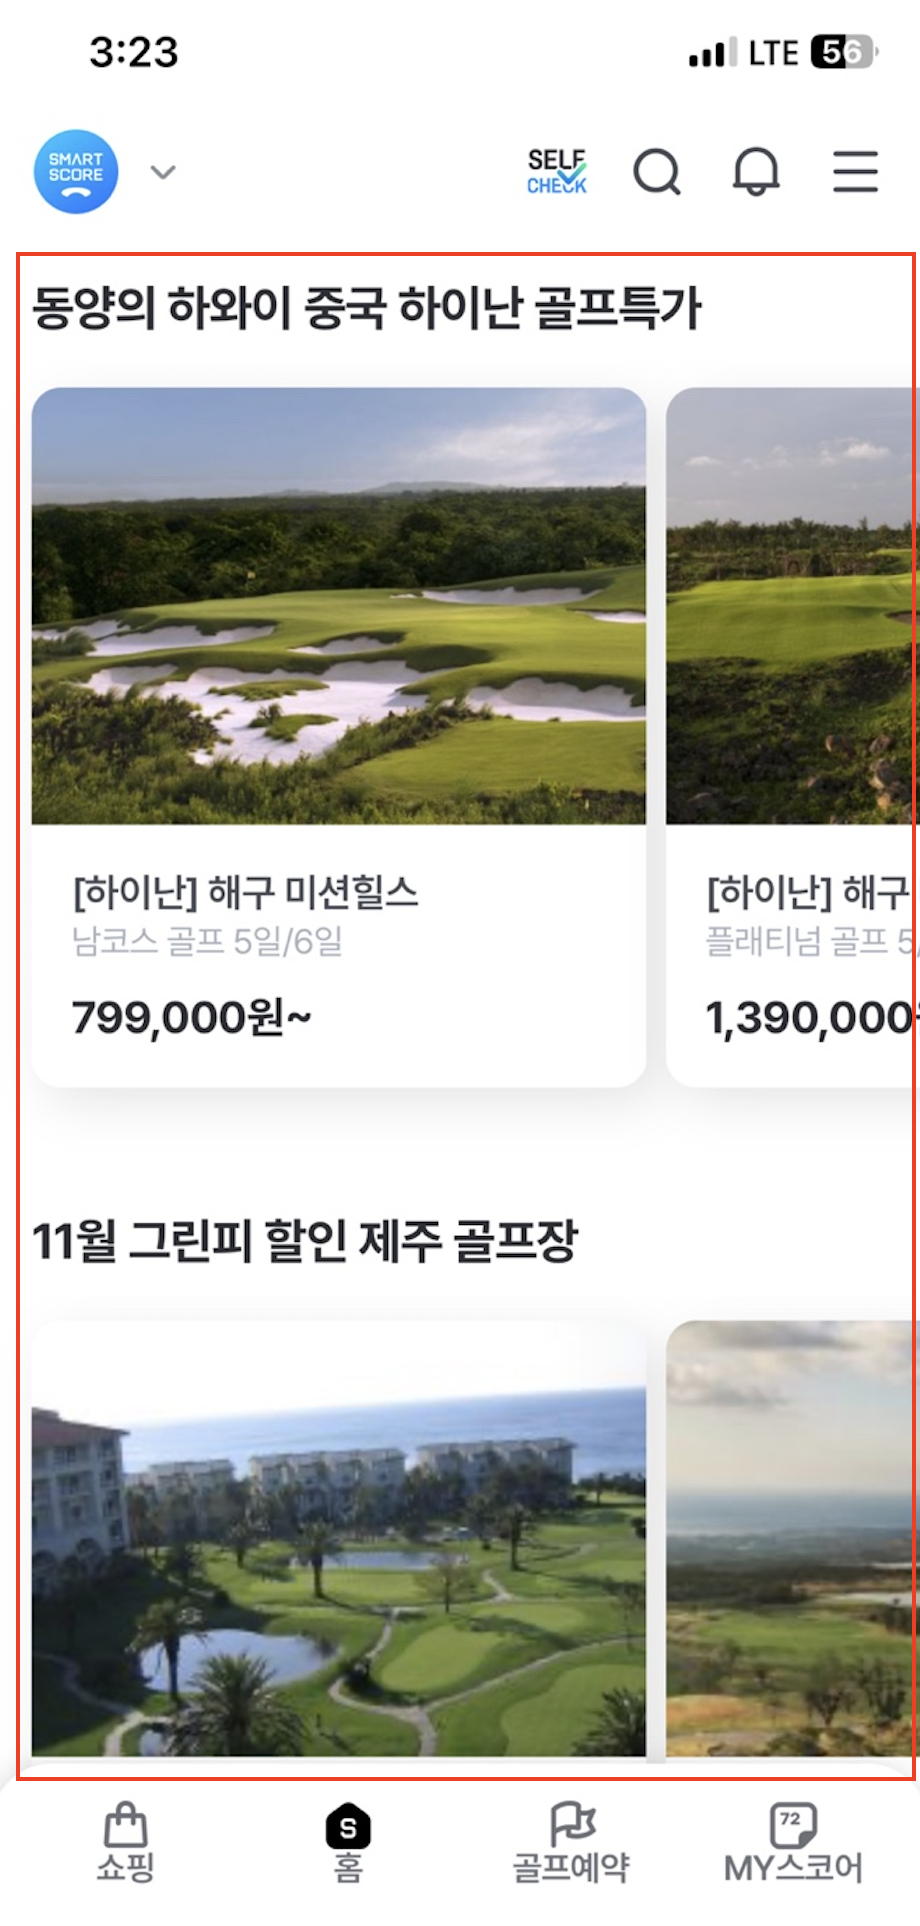 3:23
LTE 56
SMART
SCORE
SELF
CHECK
동양의 하와이 중국 하이난 골프특가
[하이난] 해구 미션힐스
남코스 골프 5일/6일
799,000원~
[하이난] 해구
플래티넘 골프 5/
1,390,000원
11월 그린피 할인 제주 골프장
쇼핑
S
홈
골프예약
72
MY스코어